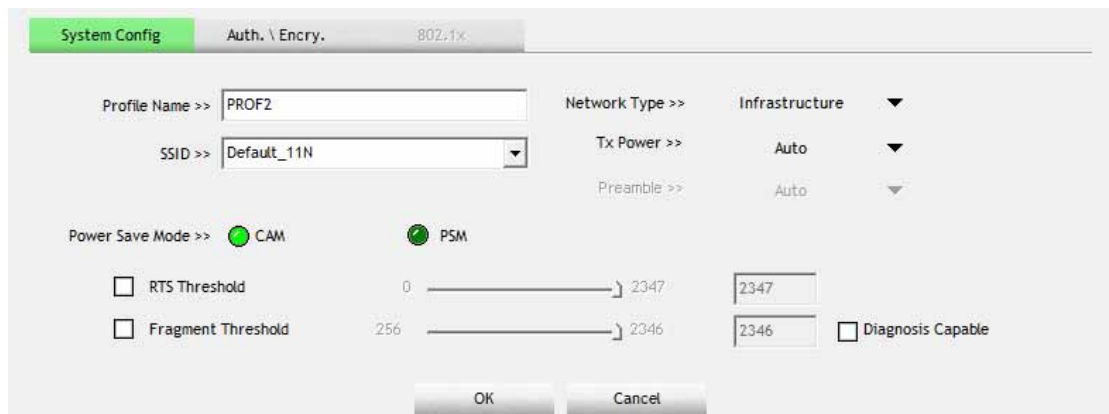 System Config Auth. \ Encry. 802.1x
Profile Name >> PROF2 Network Type >> Infrastructure
SSID >> Default_11N Tx Power >> Auto
Preamble >> Auto
Power Save Mode >> CAM PSM
RTS Threshold 0 2347 2347
Fragment Threshold 256 2346 2346 Diagnosis Capable
OK Cancel